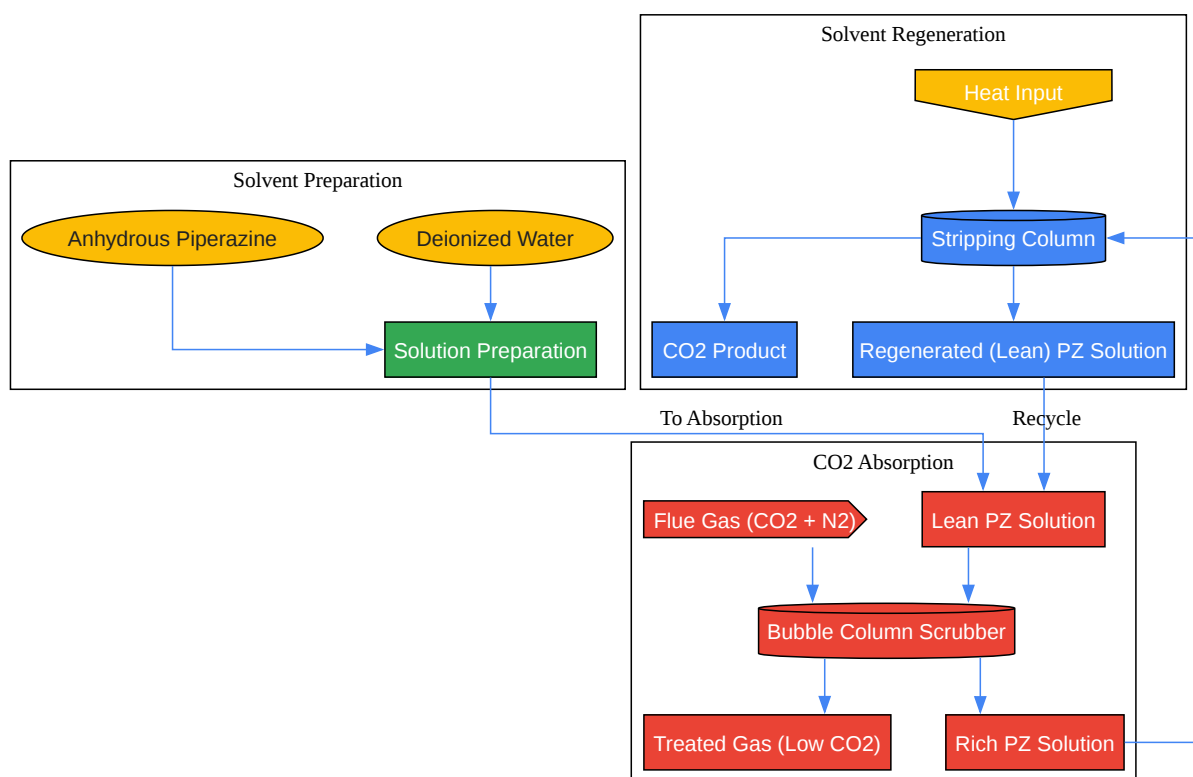 Solvent Regeneration
Heat Input
Solvent Preparation
Anhydrous Piperazine
Deionized Water
Stripping Column
Solution Preparation
CO2 Product
Regenerated (Lean) PZ Solution
To Absorption
Recycle
CO2 Absorption
Flue Gas (CO2 + N2)
Lean PZ Solution
Bubble Column Scrubber
Treated Gas (Low CO2)
Rich PZ Solution